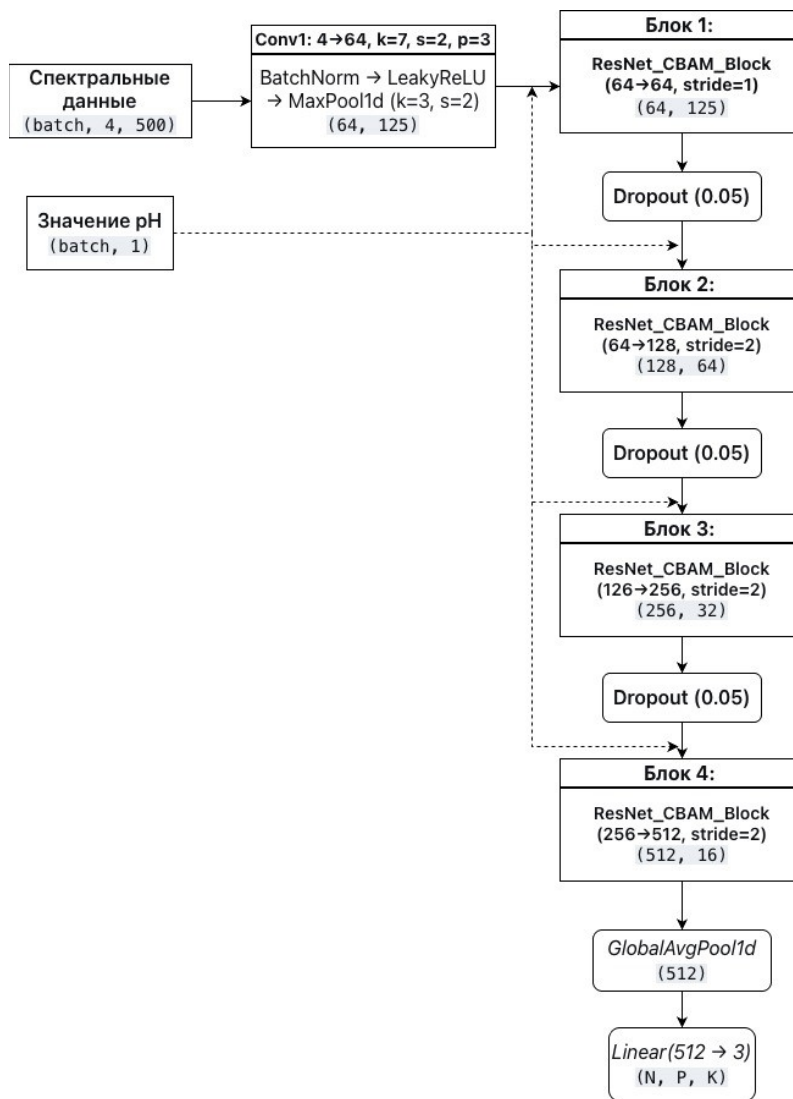 Спектральные
данные
(batch, 4, 500)
Conv1: 4→64, k=7, s=2, p=3
BatchNorm → LeakyReLU
→ MaxPool1d (k=3, s=2)
(64, 125)
Блок 1:
ResNet_CBAM_Block
(64→64, stride=1)
(64, 125)
Dropout (0.05)
Значение pH
(batch, 1)
Блок 2:
ResNet_CBAM_Block
(64→128, stride=2)
(128, 64)
Dropout (0.05)
Блок 3:
ResNet_CBAM_Block
(126→256, stride=2)
(256, 32)
Dropout (0.05)
Блок 4:
ResNet_CBAM_Block
(256→512, stride=2)
(512, 16)
GlobalAvgPool1d
(512)
Linear(512 → 3)
(N, P, K)